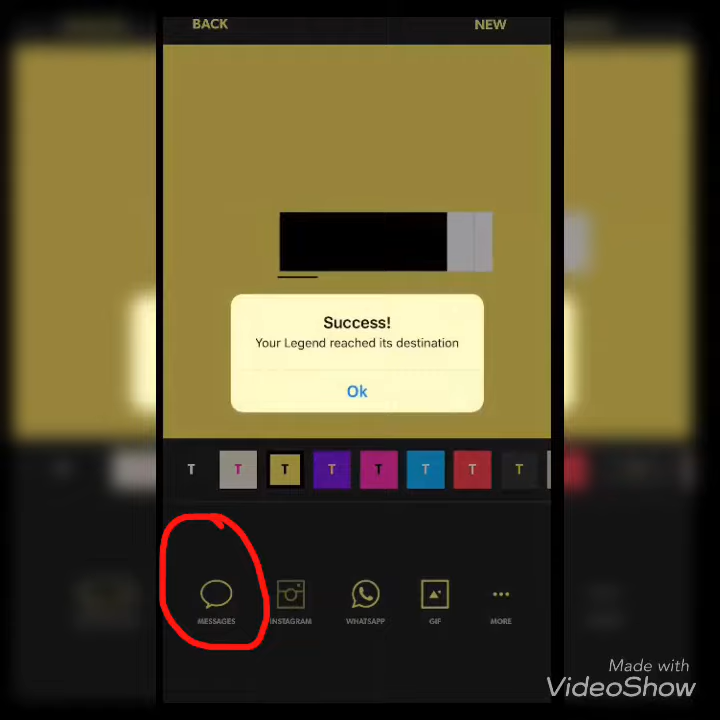 BACK NEW
Success!
Your Legend reached its destination
Ok
T T T T T T T T
MESSAGES INSTAGRAM WHATSAPP GIF MORE
Made with
VideoShow